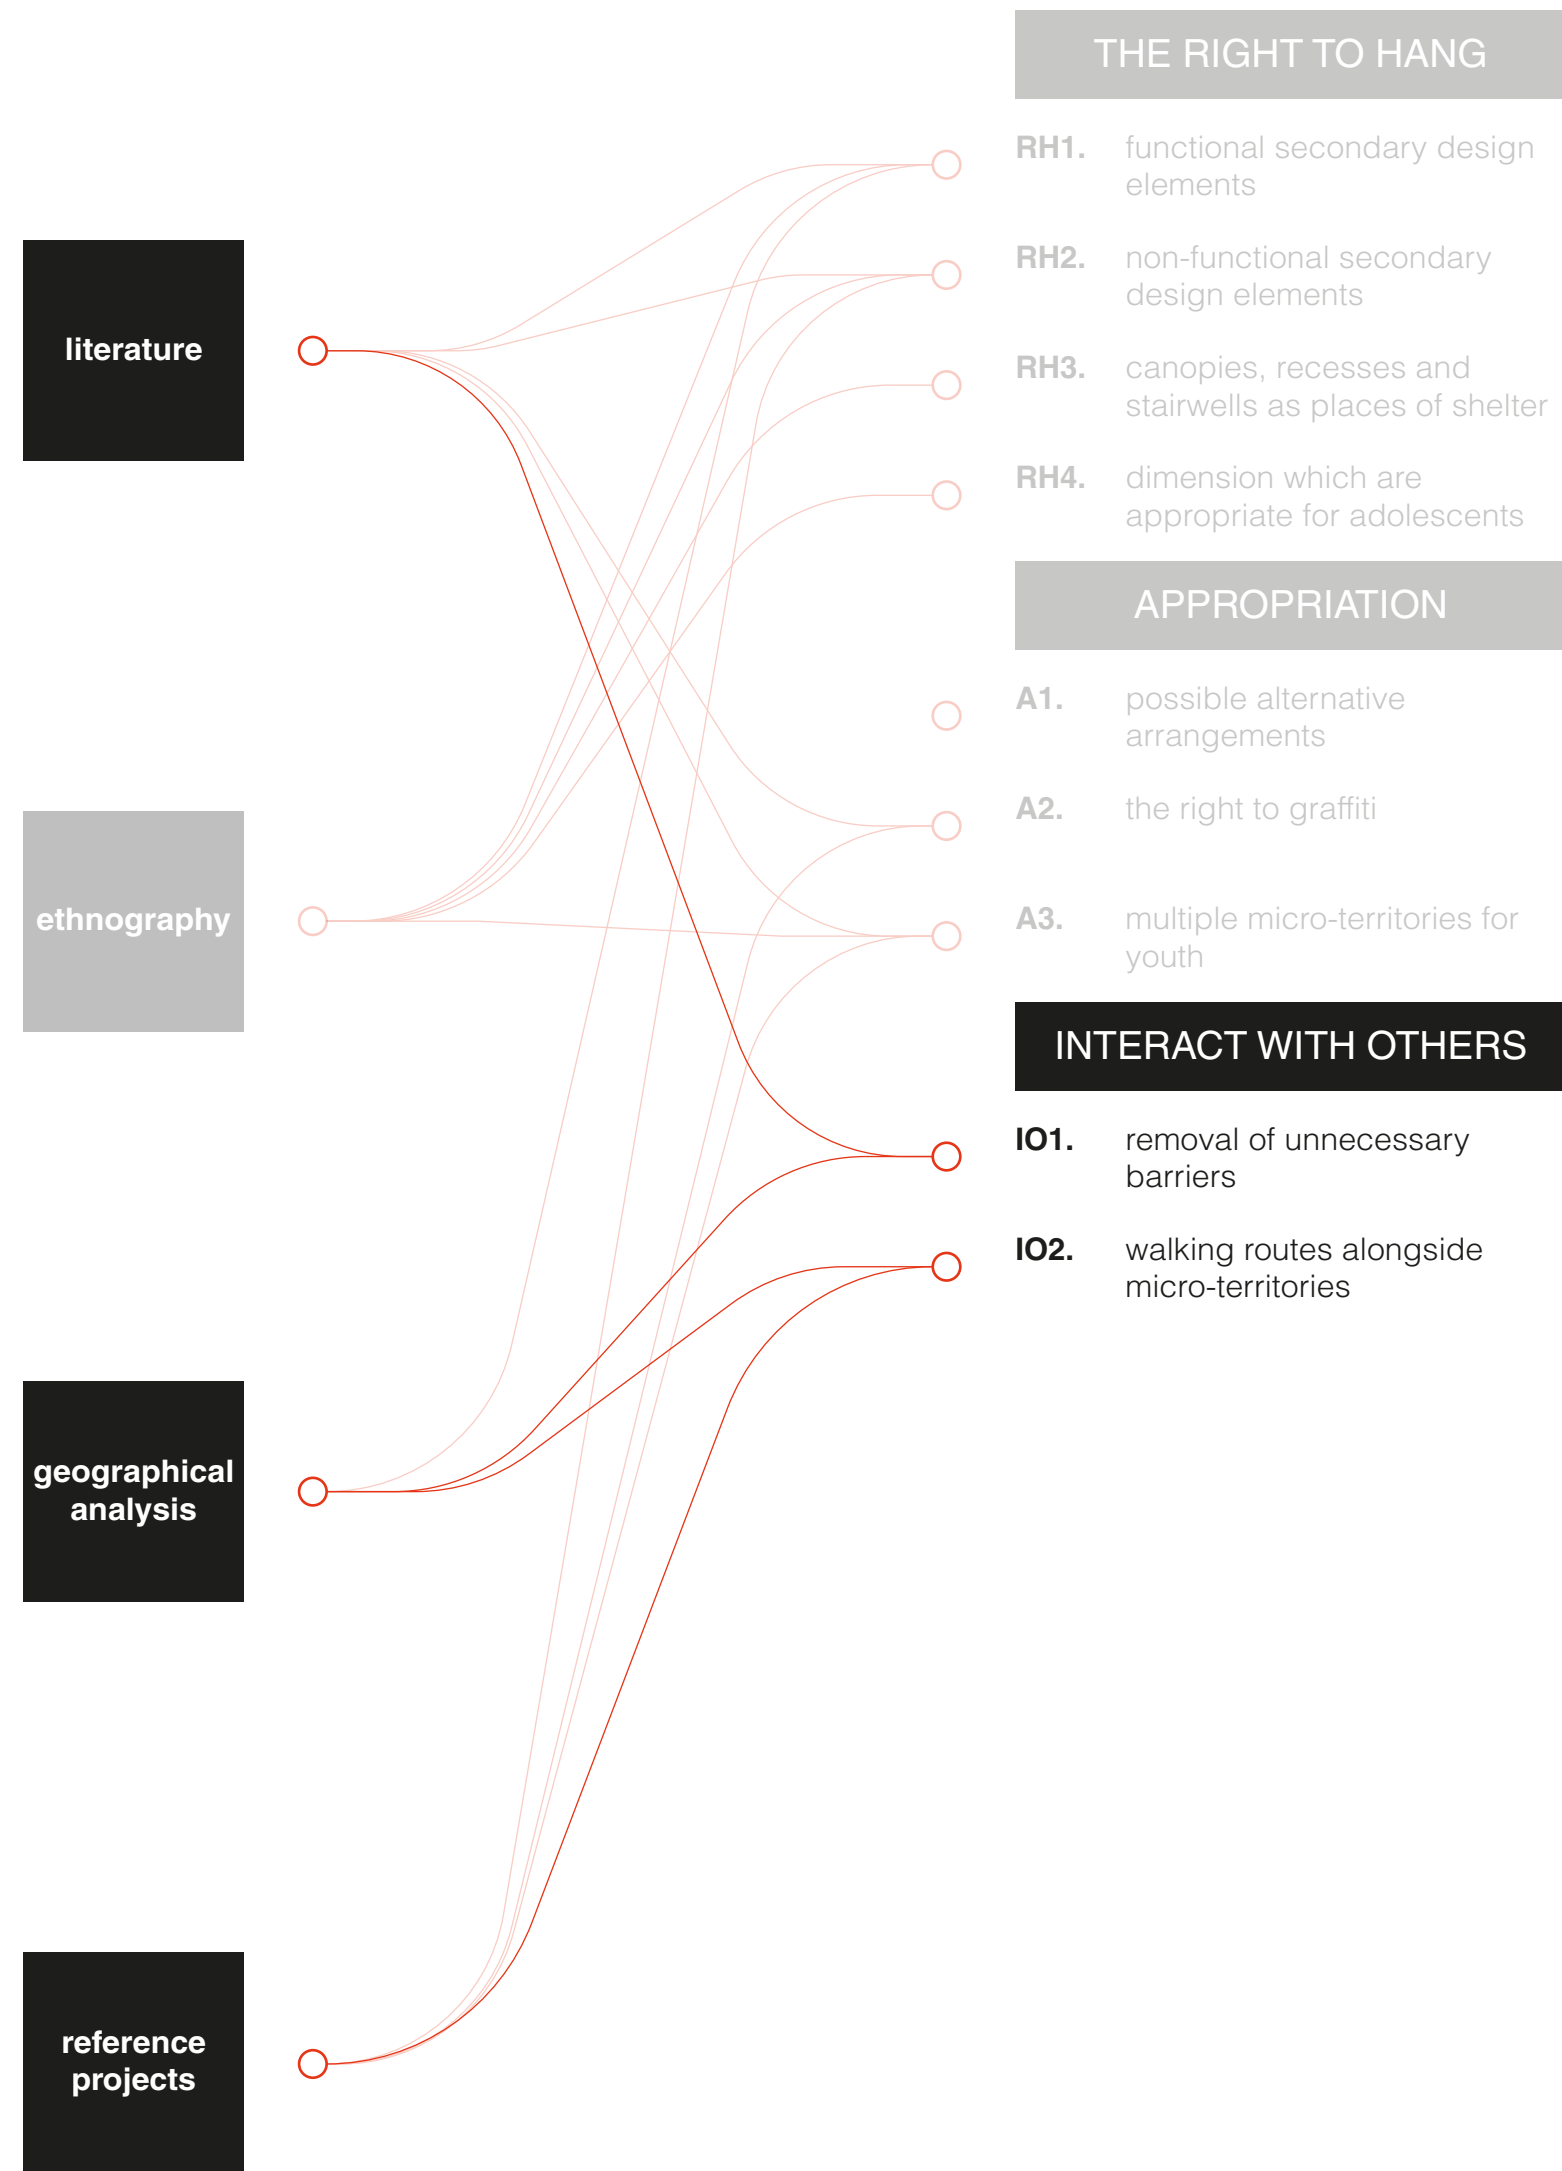 THE RIGHT TO HANG
RH1. functional secondary design
elements
RH2. non-functional secondary
design elements
RH3. canopies, recesses and
stairwells as places of shelter
RH4. dimension which are
appropriate for adolescents
APPROPRIATION
A1. possible alternative
arrangements
A2. the right to graffiti
A3. multiple micro-territories for
youth
INTERACT WITH OTHERS
IO1. removal of unnecessary
barriers
IO2. walking routes alongside
micro-territories
literature
ethnography
geographical
analysis
reference
projects